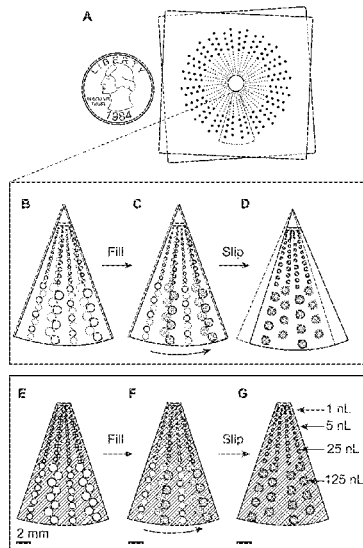 A
LIBERTY
1984
B C D
Fill Slip
E F G
Fill Slip
1 nL
5 nL
25 nL
125 nL
2 mm